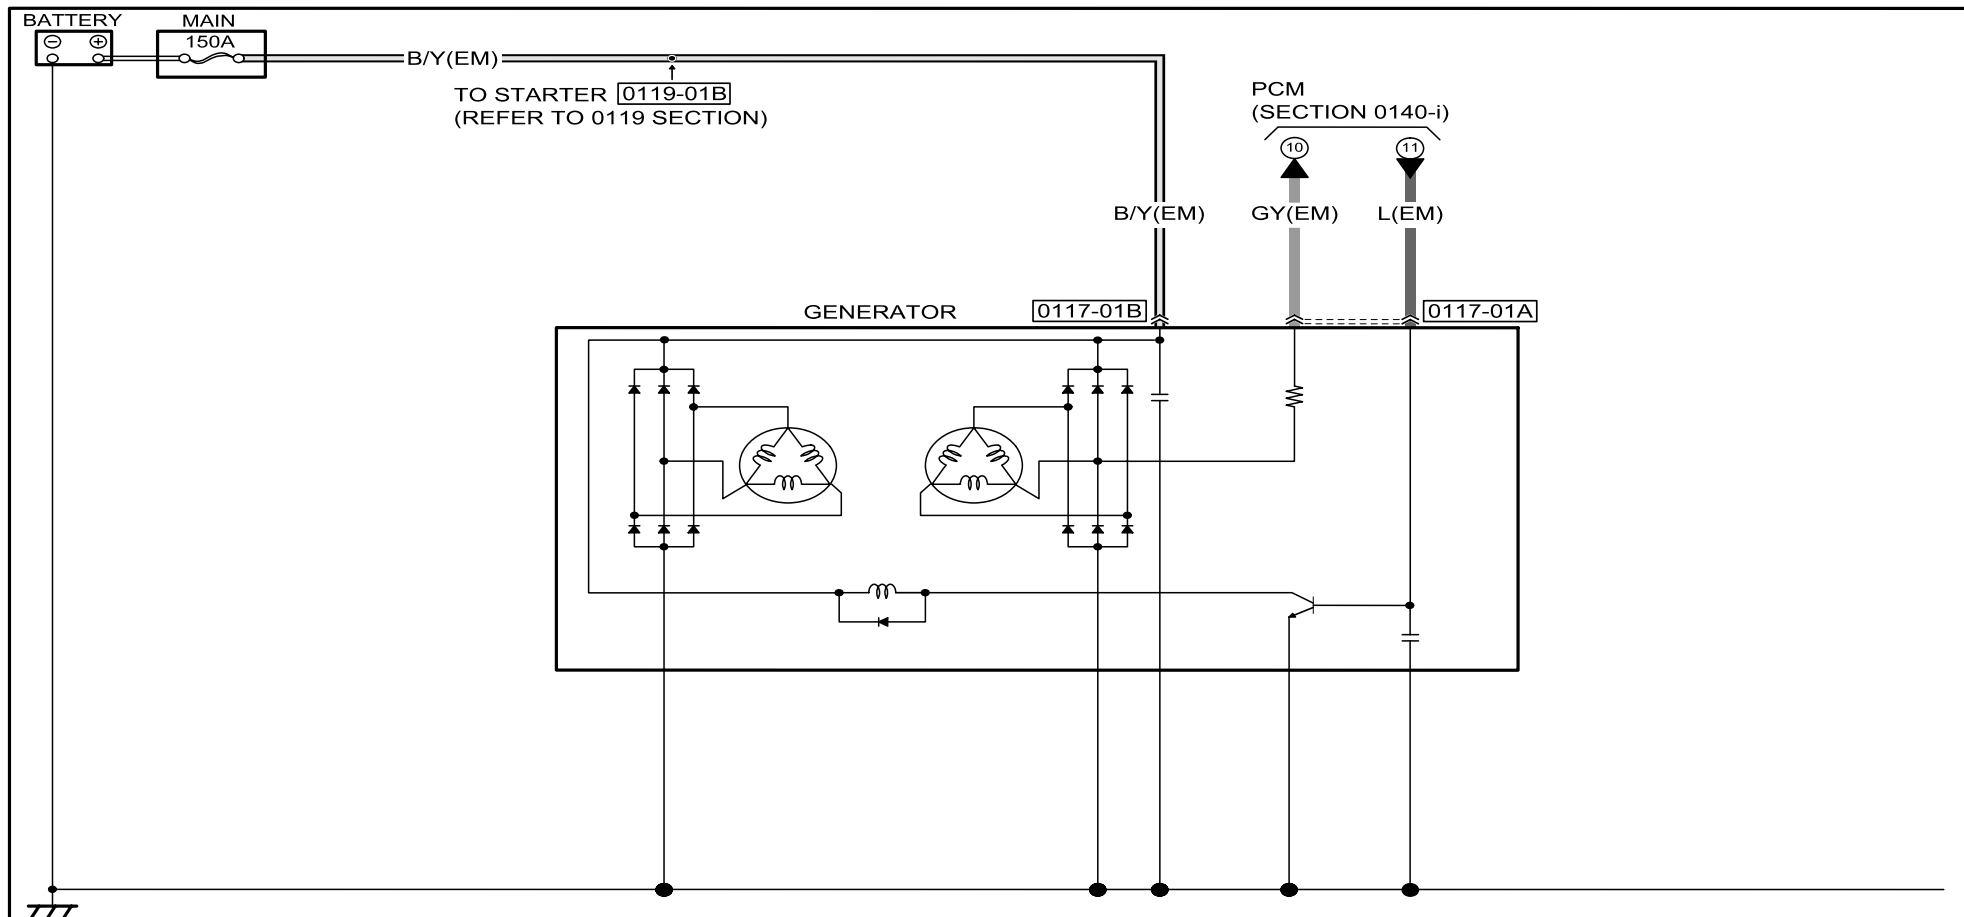 BATTERY
MAIN
− +
150A
B/Y(EM)
TO STARTER 0119-01B
(REFER TO 0119 SECTION)
PCM
(SECTION 0140-i)
10
11
B/Y(EM)
GY(EM)
L(EM)
GENERATOR
0117-01B
0117-01A